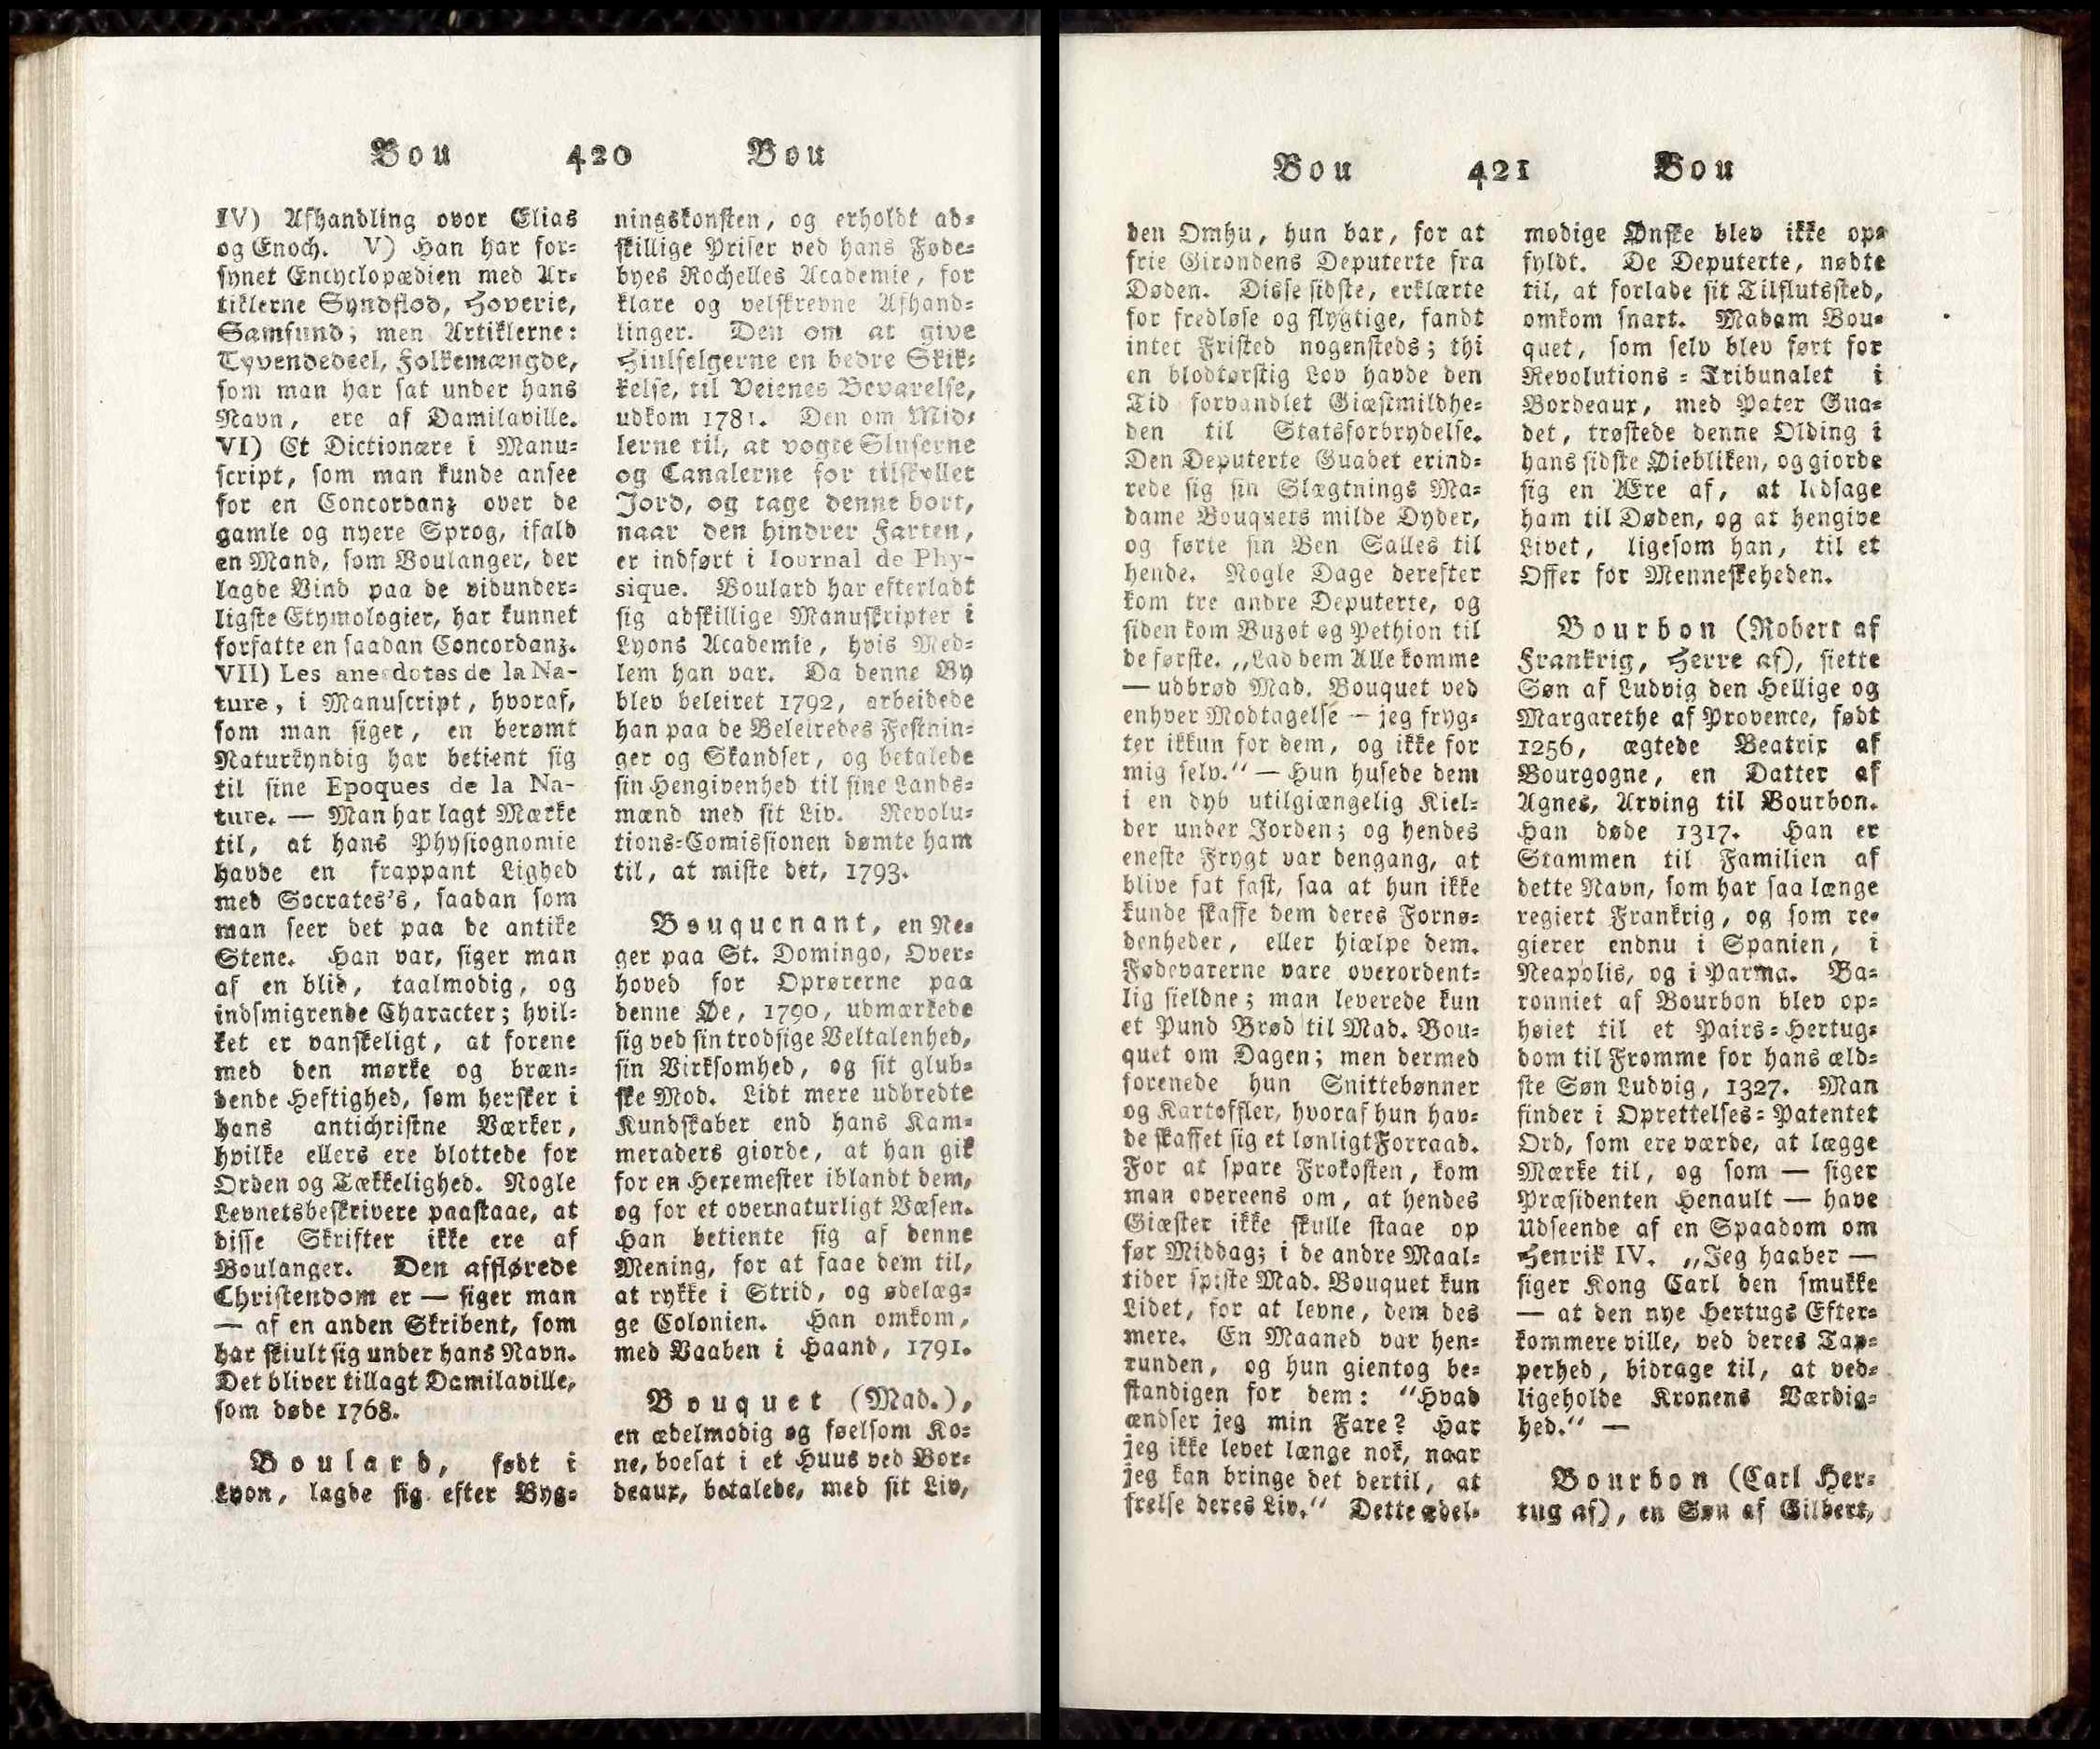 Bou 420 Bou
IV) Afhandling ovor Elias
og Enoch. V) Han har for-
synet Encyclopædien med Ar-
tiklerne Syndflod, Hoverie,
Samfund; men Artiklerne:
Tyvendedeel, Folkemængde,
som man har sat under hans
Navn, ere af Damilaville.
VI) Et Dictionære i Manu-
script, som man kunde ansee
for en Concordanz over de
gamle og nyere Sprog, ifald
en Mand, som Boulanger, der
lagde Vind paa de vidunder-
ligste Etymologier, har kunnet
forfatte en saadan Concordanz.
VII) Les anecdotes de la Na-
ture, i Manuscript, hvoraf,
som man siger, en berømt
Naturkyndig har betient sig
til sine Epoques de la Na-
ture. — Man har lagt Mærke
til, at hans Physiognomie
havde en frappant Lighed
med Socrates's, saadan som
man seer det paa de antike
Stene. Han var, siger man
af en blid, taalmodig, og
indsmigrende Character; hvil-
ket er vanskeligt, at forene
med den mørke og bræn-
dende Heftighed, som hersker i
hans antichristne Værker,
hvilke ellers ere blottede for
Orden og Tækkelighed. Nogle
Levnetsbeskrivere paastaae, at
disse Skrifter ikke ere af
Boulanger. Den afflørede
Christendom er — siger man
— af en anden Skribent, som
har skiult sig under hans Navn.
Det bliver tillagt Damilaville,
som døde 1768.
Boulard, født i
Lyon, lagde sig efter Byg-
ningskonsten, og erholdt ad-
skillige Priser ved hans Føde-
byes Rochelles Academie, for
klare og velskrevne Afhand-
linger. Den om at give
Hiulfelgerne en bedre Skik-
kelse, til Veienes Bevarelse,
udkom 1781. Den om Mid-
lerne til, at vogte Sluserne
og Canalerne for tilskyllet
Jord, og tage denne bort,
naar den hindrer Farten,
er indført i Iournal de Phy-
sique. Boulard har efterladt
sig adskillige Manuskripter i
Lyons Academie, hvis Med-
lem han var. Da denne By
blev beleiret 1792, arbeidede
han paa de Beleiredes Festnin-
ger og Skandser, og betalede
sin Hengivenhed til sine Lands-
mænd med sit Liv. Revolu-
tions-Comissionen dømte ham
til, at miste det, 1793.
Bouquenant, en Ne-
ger paa St. Domingo, Over-
hoved for Oprørerne paa
denne Øe, 1790, udmærkede
sig ved sin trodsige Veltalenhed,
sin Virksomhed, og sit glub-
ske Mod. Lidt mere udbredte
Kundskaber end hans Kam-
meraders giorde, at han gik
for en Hexemester iblandt dem,
og for et overnaturligt Væsen.
Han betiente sig af denne
Mening, for at faae dem til,
at rykke i Strid, og ødelæg-
ge Colonien. Han omkom,
med Vaaben i Haand, 1791.
Bouquet (Mad.),
en ædelmodig og føelsom Ko-
ne, boesat i et Huus ved Bor-
deaux, betalede, med sit Liv,
Bou 421 Bou
den Omhu, hun bar, for at
frie Girondens Deputerte fra
Døden. Disse sidste, erklærte
for fredløse og flygtige, fandt
intet Fristed nogensteds; thi
en blodtørstig Lov havde den
Tid forvandlet Giæstmildhe-
den til Statsforbrydelse.
Den Deputerte Guadet erind-
rede sig sin Slægtnings Ma-
dame Bouquets milde Dyder,
og førte sin Ven Salles til
hende. Nogle Dage derefter
kom tre andre Deputerte, og
siden kom Buzot og Pethion til
de første. „Lad dem Alle komme
— udbrød Mad. Bouquet ved
enhver Modtagelse — jeg fryg-
ter ikkun for dem, og ikke for
mig selv.“ — Hun husede dem
i en dyb utilgiængelig Kiel-
der under Jorden; og hendes
eneste Frygt var dengang, at
blive fat fast, saa at hun ikke
kunde skaffe dem deres Fornø-
denheder, eller hiælpe dem.
Fødevarerne vare overordent-
lig sieldne; man leverede kun
et Pund Brød til Mad. Bou-
quet om Dagen; men dermed
forenede hun Snittebønner
og Kartoffler, hvoraf hun hav-
de skaffet sig et lønligt Forraad.
For at spare Frokosten, kom
man overeens om, at hendes
Giæster ikke skulle staae op
før Middag; i de andre Maal-
tider spiste Mad. Bouquet kun
Lidet, for at levne, dem des
mere. En Maaned var hen-
runden, og hun gientog be-
standigen for dem: “Hvad
ændser jeg min Fare? Har
jeg ikke levet længe nok, naar
jeg kan bringe det dertil, at
frelse deres Liv.“ Dette ædel-
modige Ønske blev ikke op-
fyldt. De Deputerte, nødte
til, at forlade sit Tilflutssted,
omkom snart. Madam Bou-
quet, som selv blev ført for
Revolutions-Tribunalet i
Bordeaux, med Pater Gua-
det, trøstede denne Olding i
hans sidste Øiebliken, og giorde
sig en Ære af, at ledsage
ham til Døden, og at hengive
Livet, ligesom han, til et
Offer for Menneskeheden.
Bourbon (Robert af
Frankrig, Herre af), siette
Søn af Ludvig den Hellige og
Margarethe af Provence, født
1256, ægtede Beatrix af
Bourgogne, en Datter af
Agnes, Arving til Bourbon.
Han døde 1317. Han er
Stammen til Familien af
dette Navn, som har saa længe
regiert Frankrig, og som re-
gierer endnu i Spanien, i
Neapolis, og i Parma. Ba-
ronniet af Bourbon blev op-
høiet til et Pairs-Hertug-
dom til Fromme for hans æld-
ste Søn Ludvig, 1327. Man
finder i Oprettelses-Patentet
Ord, som ere værde, at lægge
Mærke til, og som — siger
Præsidenten Henault — have
Udseende af en Spaadom om
Henrik IV. „Jeg haaber —
siger Kong Carl den smukke
— at den nye Hertugs Efter-
kommere ville, ved deres Tap-
perhed, bidrage til, at ved-
ligeholde Kronens Værdig-
hed.“ —
Bourbon (Carl Her-
tug af), en Søn af Gilbert,